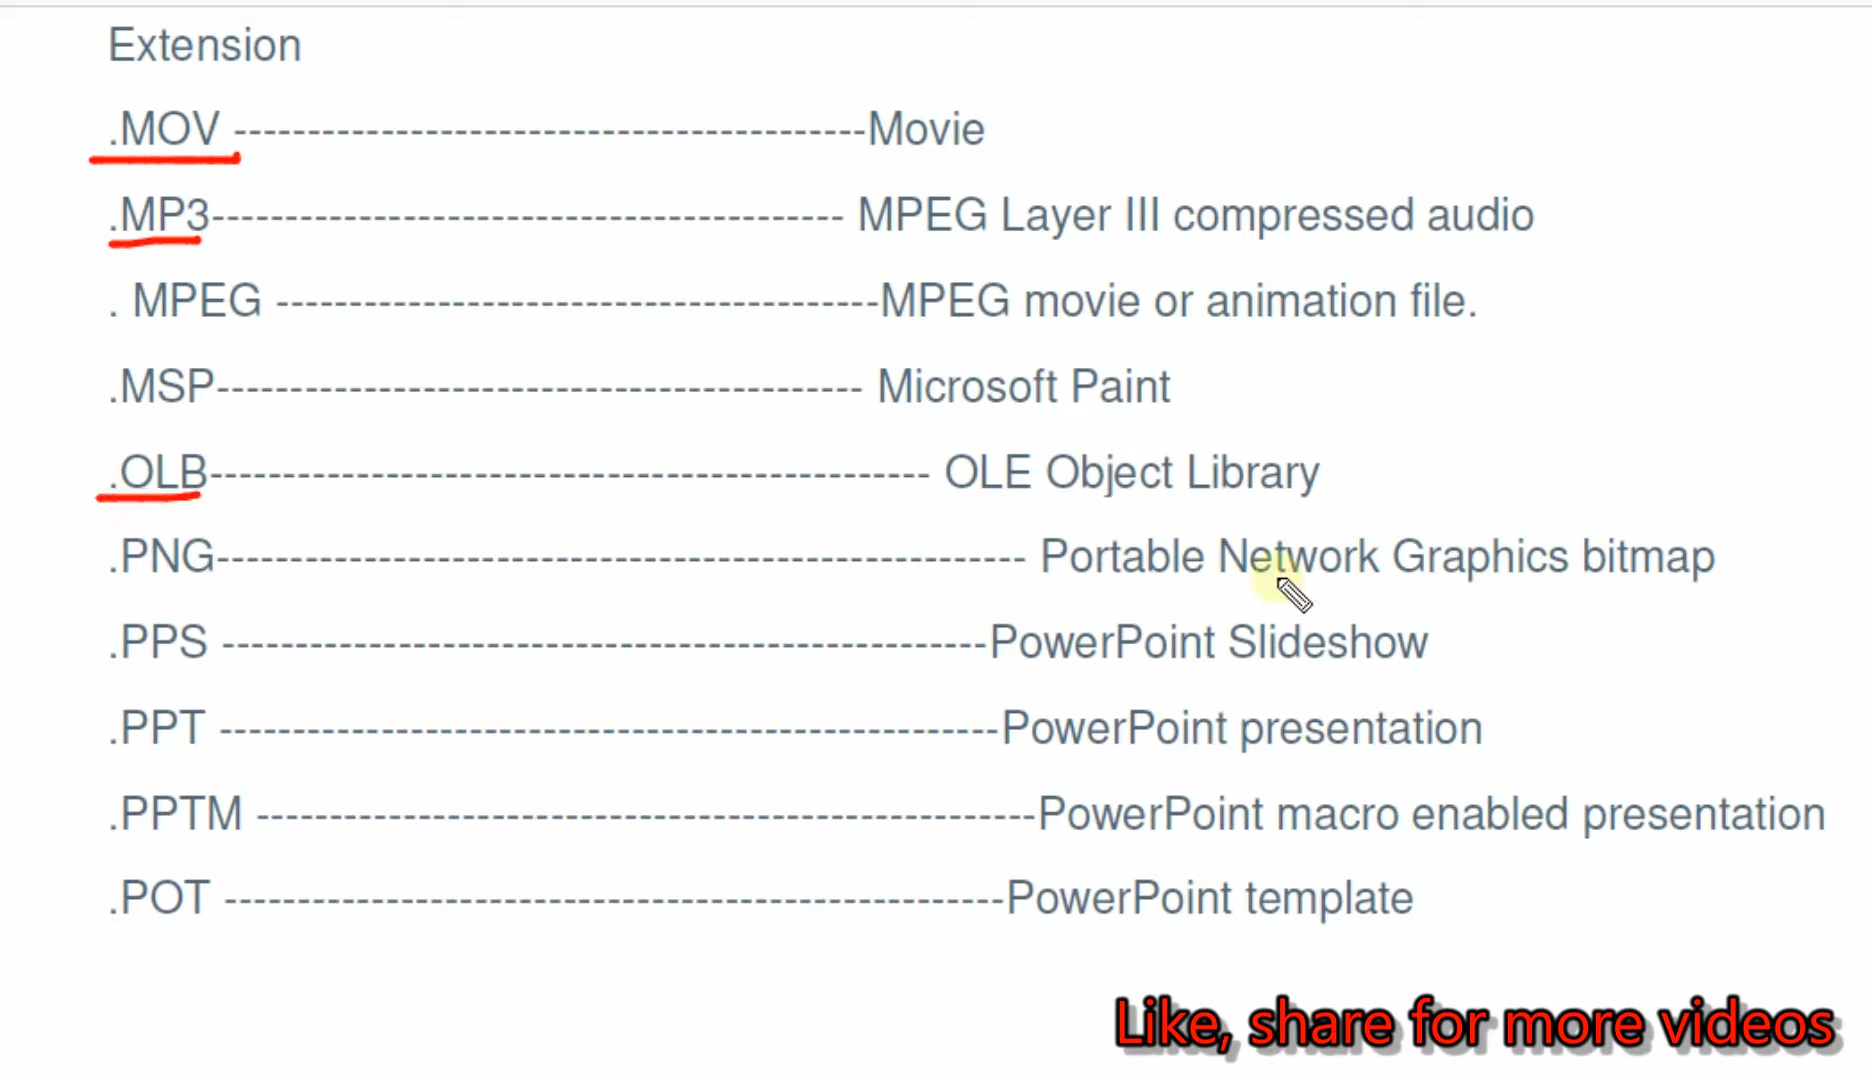 Extension
.MOV -------------------------------------------Movie
.MP3------------------------------------------- MPEG Layer III compressed audio
. MPEG -----------------------------------------MPEG movie or animation file.
.MSP-------------------------------------------- Microsoft Paint
.OLB------------------------------------------------- OLE Object Library
.PNG------------------------------------------------------- Portable Network Graphics bitmap
.PPS ----------------------------------------------------PowerPoint Slideshow
.PPT -----------------------------------------------------PowerPoint presentation
.PPTM -----------------------------------------------------PowerPoint macro enabled presentation
.POT -----------------------------------------------------PowerPoint template
Like, share for more videos